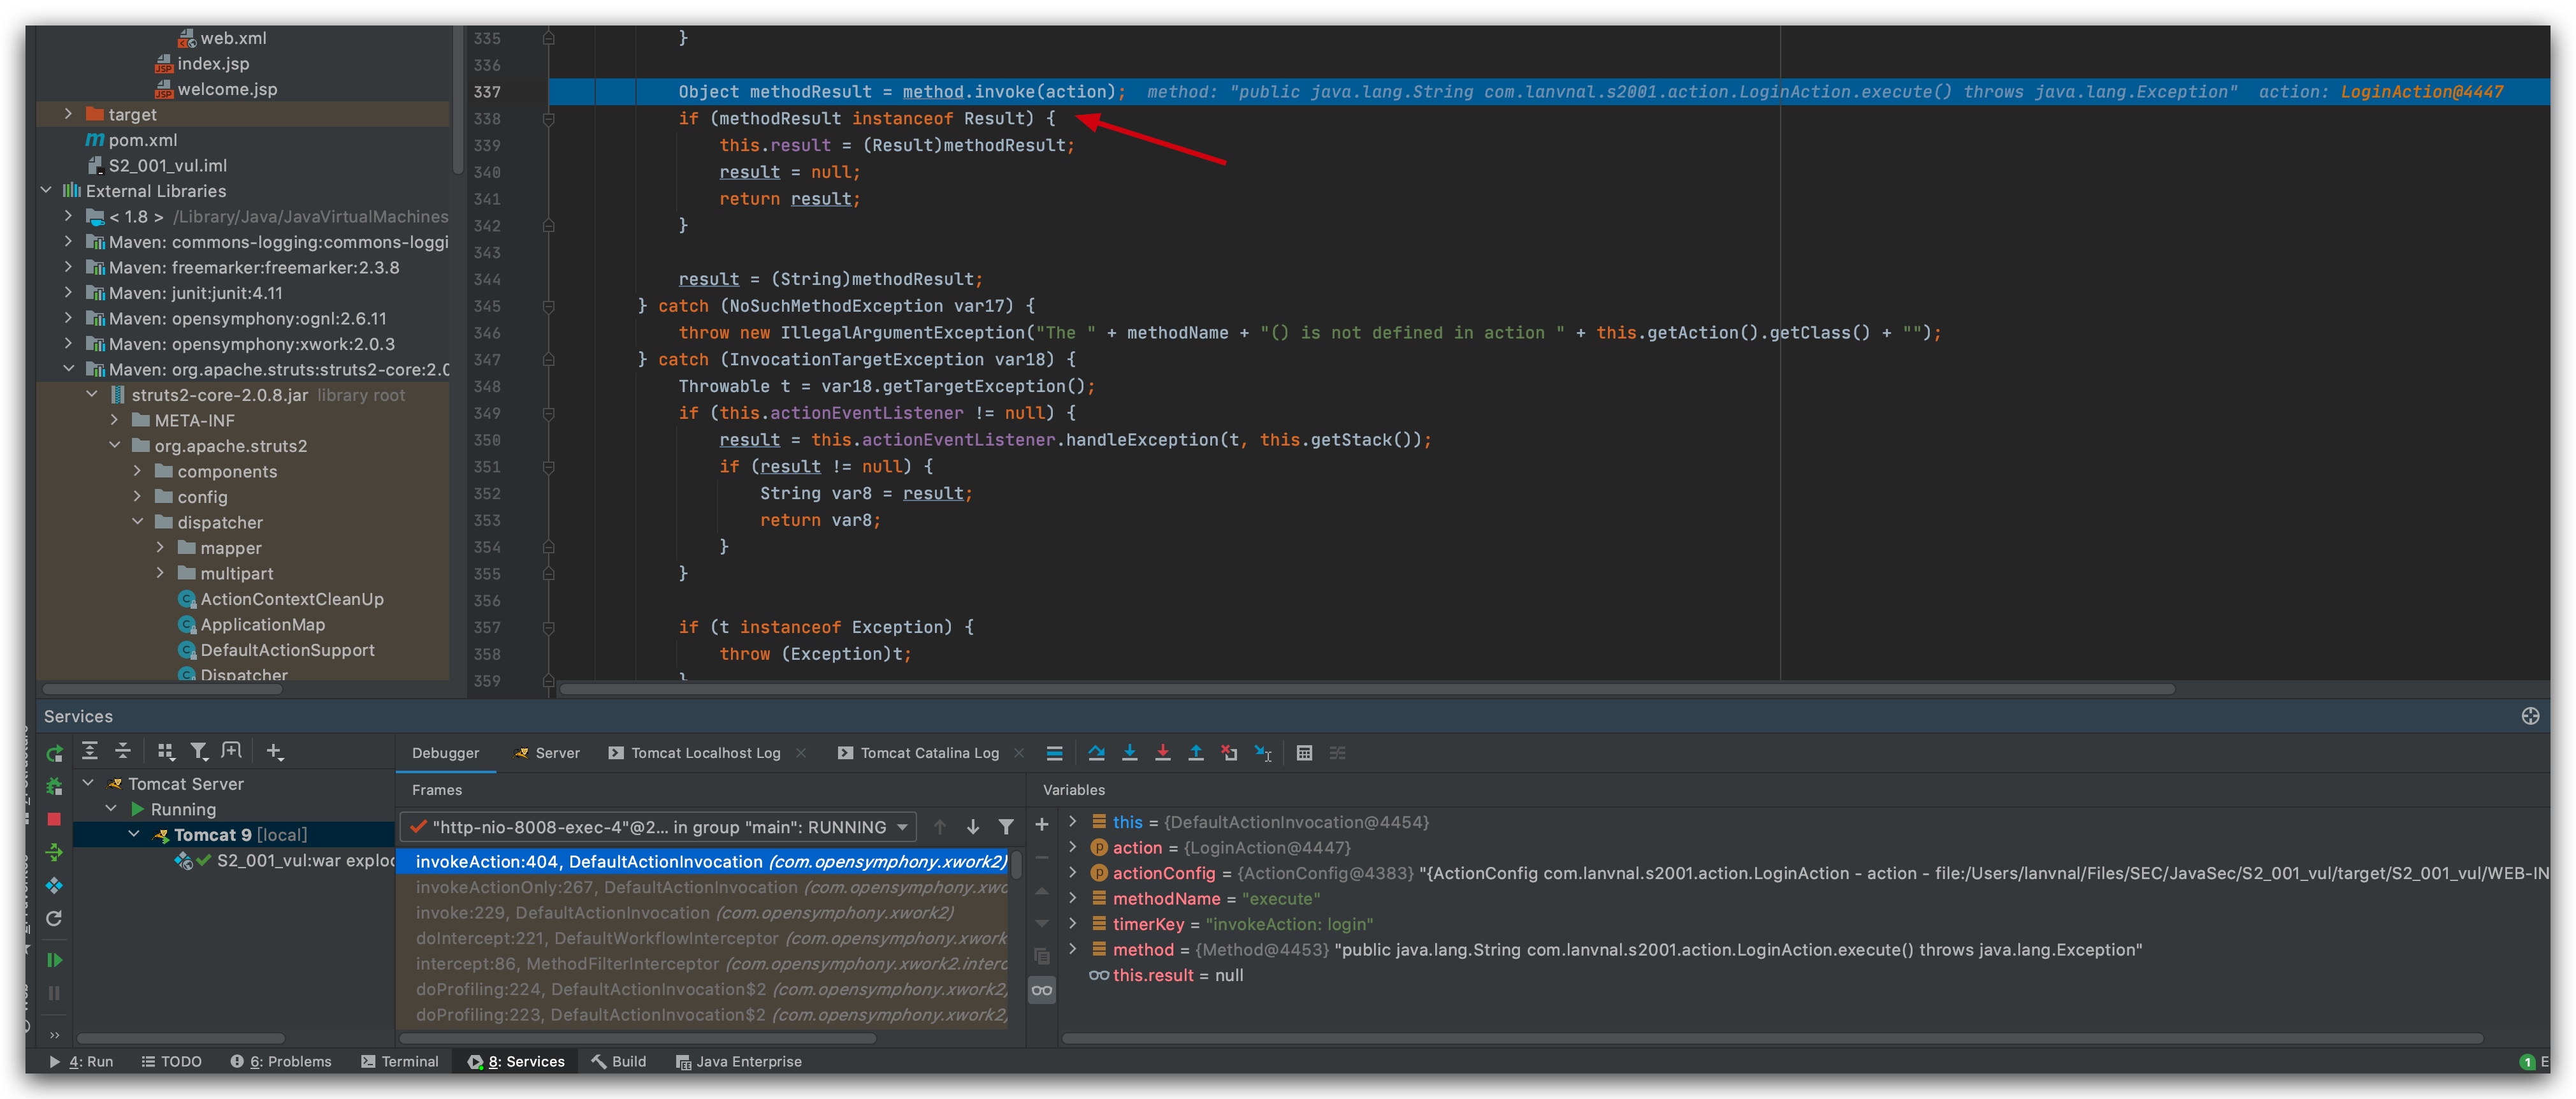 web.xml
index.jsp
welcome.jsp
target
pom.xml
S2_001_vul.iml
External Libraries
< 1.8 > /Library/Java/JavaVirtualMachines
Maven: commons-logging:commons-loggi
Maven: freemarker:freemarker:2.3.8
Maven: junit:junit:4.11
Maven: opensymphony:ognl:2.6.11
Maven: opensymphony:xwork:2.0.3
Maven: org.apache.struts:struts2-core:2.0
struts2-core-2.0.8.jar library root
META-INF
org.apache.struts2
components
config
dispatcher
mapper
multipart
ActionContextCleanUp
ApplicationMap
DefaultActionSupport
Dispatcher
335 }
336
337 Object methodResult = method.invoke(action); method: "public java.lang.String com.lanvnal.s2001.action.LoginAction.execute() throws java.lang.Exception" action: LoginAction@4447
338 if (methodResult instanceof Result) {
339 this.result = (Result)methodResult;
340 result = null;
341 return result;
342 }
343
344 result = (String)methodResult;
345 } catch (NoSuchMethodException var17) {
346 throw new IllegalArgumentException("The " + methodName + "() is not defined in action " + this.getAction().getClass() + "");
347 } catch (InvocationTargetException var18) {
348 Throwable t = var18.getTargetException();
349 if (this.actionEventListener != null) {
350 result = this.actionEventListener.handleException(t, this.getStack());
351 if (result != null) {
352 String var8 = result;
353 return var8;
354 }
355 }
356
357 if (t instanceof Exception) {
358 throw (Exception)t;
359 }
Services
Tomcat Server
Running
Tomcat 9 [local]
S2_001_vul:war exploc
Debugger Server Tomcat Localhost Log Tomcat Catalina Log
Frames
"http-nio-8008-exec-4"@2... in group "main": RUNNING
invokeAction:404, DefaultActionInvocation (com.opensymphony.xwork2)
invokeActionOnly:267, DefaultActionInvocation (com.opensymphony.xwo
invoke:229, DefaultActionInvocation (com.opensymphony.xwork2)
doIntercept:221, DefaultWorkflowInterceptor (com.opensymphony.xwork
intercept:86, MethodFilterInterceptor (com.opensymphony.xwork2.interc
doProfiling:224, DefaultActionInvocation$2 (com.opensymphony.xwork2,
doProfiling:223, DefaultActionInvocation$2 (com.opensymphony.xwork2,
Variables
this = {DefaultActionInvocation@4454}
action = {LoginAction@4447}
actionConfig = {ActionConfig@4383} "{ActionConfig com.lanvnal.s2001.action.LoginAction - action - file:/Users/lanvnal/Files/SEC/JavaSec/S2_001_vul/target/S2_001_vul/WEB-IN
methodName = "execute"
timerKey = "invokeAction: login"
method = {Method@4453} "public java.lang.String com.lanvnal.s2001.action.LoginAction.execute() throws java.lang.Exception"
this.result = null
4: Run TODO 6: Problems Terminal 8: Services Build Java Enterprise
1 E